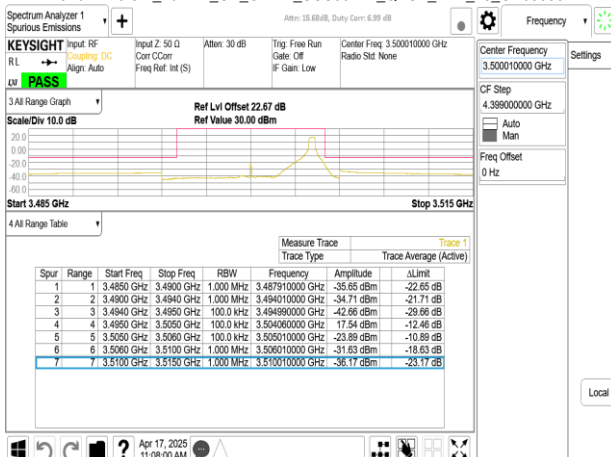 Spectrum Analyzer 1
Spurious Emissions
+
Attn: 15.68dB, Duty Corr: 6.99 dB
Frequency
KEYSIGHT
RL
LXI
PASS
Input: RF
Coupling: DC
Align: Auto
Input Z: 50 Ω
Corr CCorr
Freq Ref: Int (S)
Atten: 30 dB
Trig: Free Run
Gate: Off
IF Gain: Low
Center Freq: 3.500010000 GHz
Radio Std: None
Center Frequency
3.500010000 GHz
Settings
CF Step
4.399000000 GHz
Auto
Man
Freq Offset
0 Hz
3 All Range Graph
Scale/Div 10.0 dB
Ref Lvl Offset 22.67 dB
Ref Value 30.00 dBm
20.0
0.00
-20.0
-40.0
-60.0
Start 3.485 GHz Stop 3.515 GHz
4 All Range Table
Measure Trace Trace 1
Trace Type Trace Average (Active)
Spur Range Start Freq Stop Freq RBW Frequency Amplitude ΔLimit
1 1 3.4850 GHz 3.4900 GHz 1.000 MHz 3.487910000 GHz -35.65 dBm -22.65 dB
2 2 3.4900 GHz 3.4940 GHz 1.000 MHz 3.494010000 GHz -34.71 dBm -21.71 dB
3 3 3.4940 GHz 3.4950 GHz 100.0 kHz 3.494990000 GHz -42.66 dBm -29.66 dB
4 4 3.4950 GHz 3.5050 GHz 100.0 kHz 3.504060000 GHz 17.54 dBm -12.46 dB
5 5 3.5050 GHz 3.5060 GHz 100.0 kHz 3.505010000 GHz -23.89 dBm -10.89 dB
6 6 3.5060 GHz 3.5100 GHz 1.000 MHz 3.506010000 GHz -31.63 dBm -18.63 dB
7 7 3.5100 GHz 3.5150 GHz 1.000 MHz 3.510010000 GHz -36.17 dBm -23.17 dB
Local
?
Apr 17, 2025
11:08:00 AM